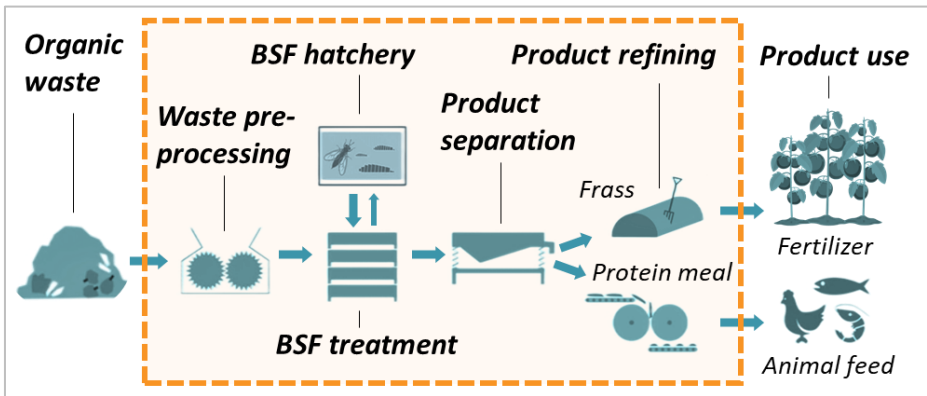 Organic
waste
BSF hatchery
Product refining
Product use
Waste pre-
processing
Product
separation
Frass
Fertilizer
Protein meal
BSF treatment
Animal feed